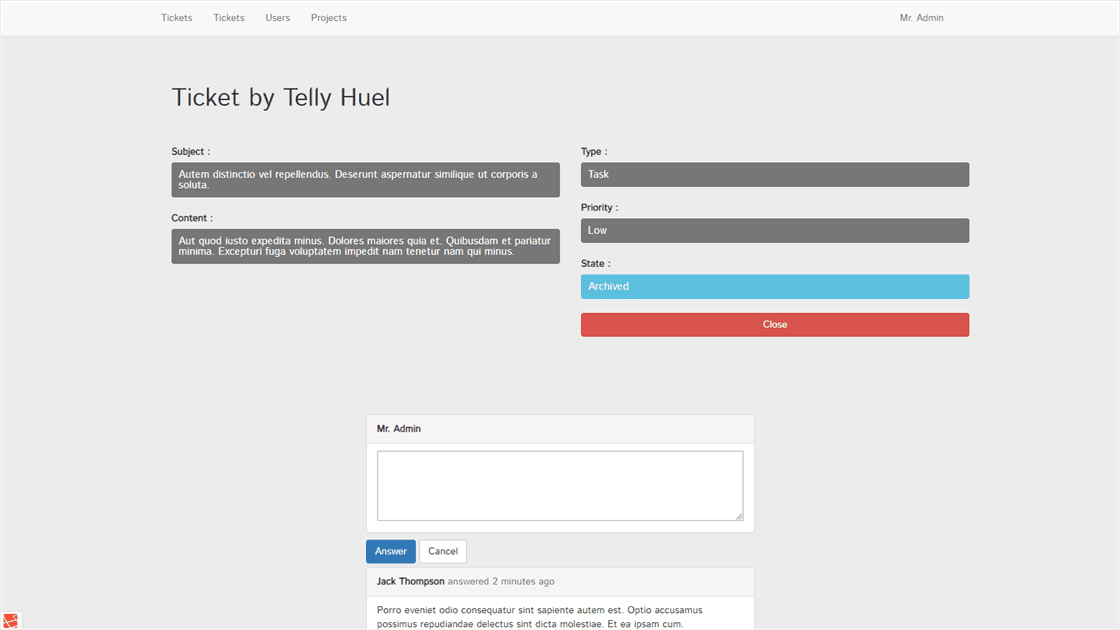 Tickets Tickets Users Projects Mr. Admin
Ticket by Telly Huel
Subject :
Autem distinctio vel repellendus. Deserunt aspernatur similique ut corporis a
soluta.
Content :
Aut quod iusto expedita minus. Dolores maiores quia et. Quibusdam et pariatur
minima. Excepturi fuga voluptatem impedit nam tenetur nam qui minus.
Type :
Task
Priority :
Low
State :
Archived
Close
Mr. Admin
Answer Cancel
Jack Thompson answered 2 minutes ago
Porro eveniet odio consequatur sint sapiente autem est. Optio accusamus
possimus repudiandae delectus sint dicta molestiae. Et ea ipsam cum.